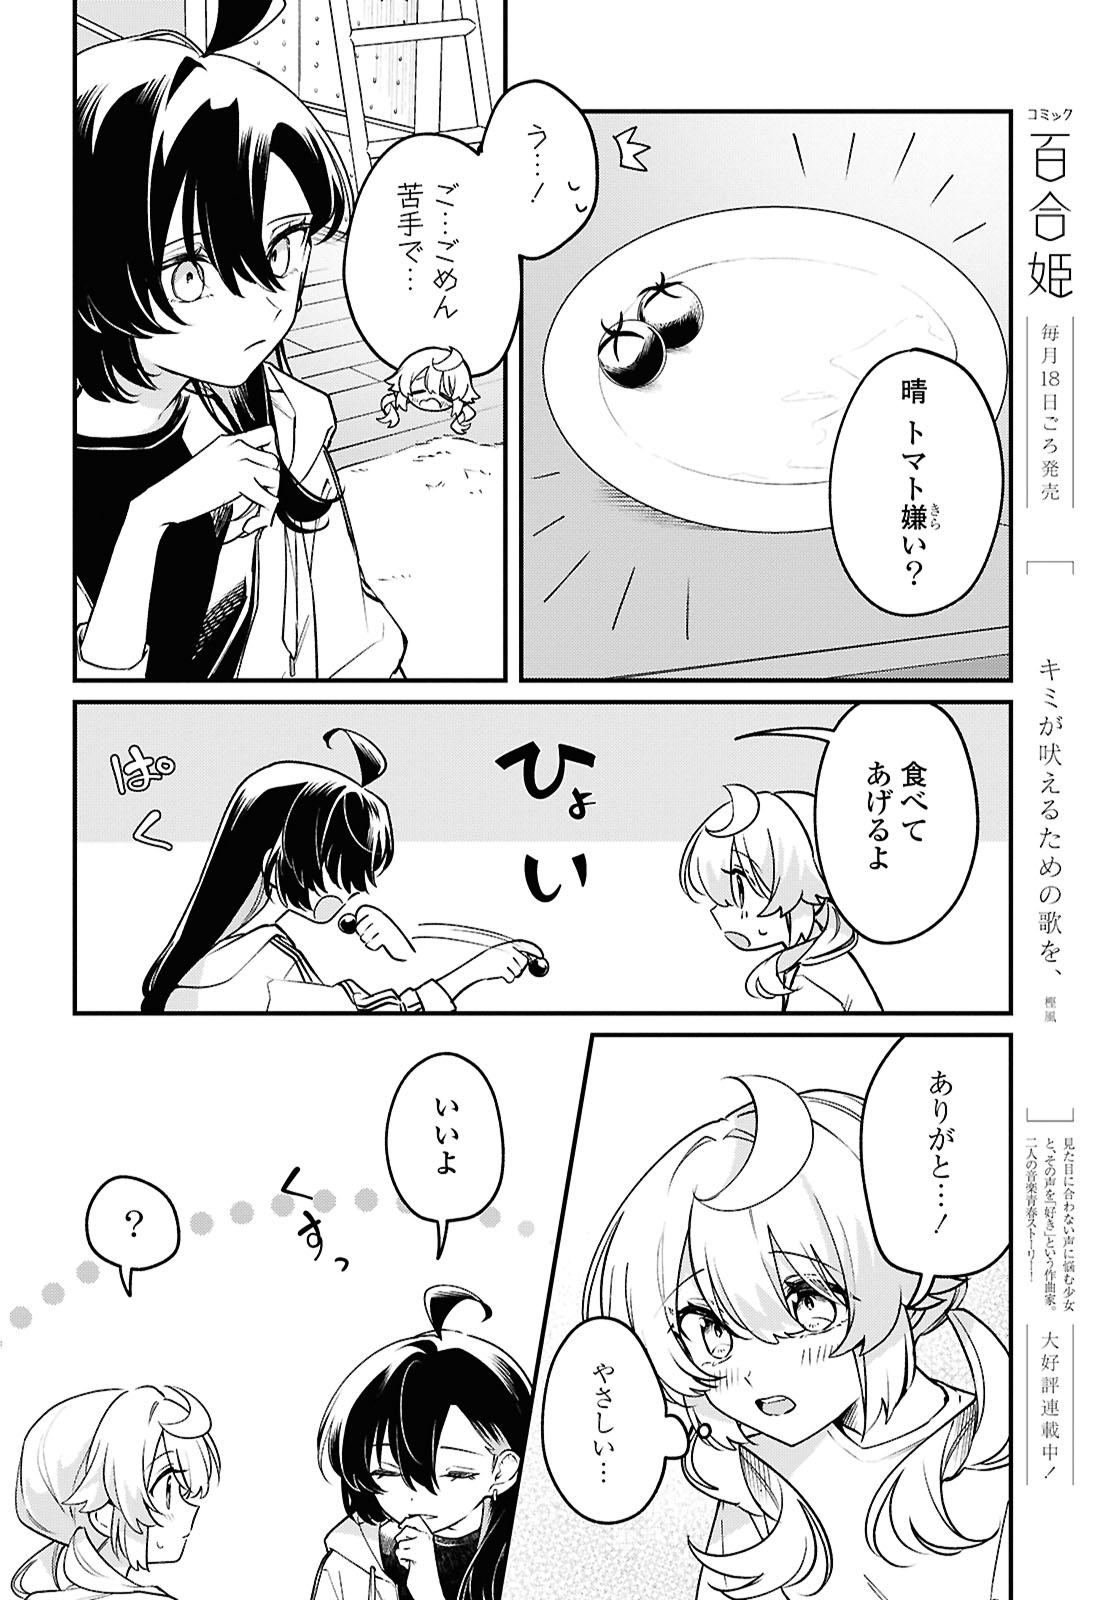 コミック
百合姫
毎月18日ごろ発売
キミが吠えるための歌を、
樫風
見た目に合わない声に悩む少女
と、その声を「好き」という作曲家。
二人の音楽青春ストーリー！
大好評連載中！
晴 トマト嫌い？
きら
う…！
ご…ごめん
苦手で…
食べて
あげるよ
ひょい
ぱく
ありがと…！
やさしい…
いいよ
くすっ
？